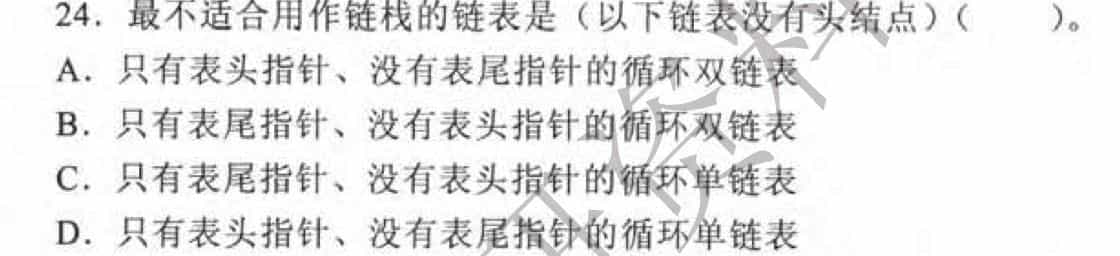 24．最不适合用作链栈的链表是（以下链表没有头结点）（　　）。
A．只有表头指针、没有表尾指针的循环双链表
B．只有表尾指针、没有表头指针的循环双链表
C．只有表尾指针、没有表头指针的循环单链表
D．只有表头指针、没有表尾指针的循环单链表